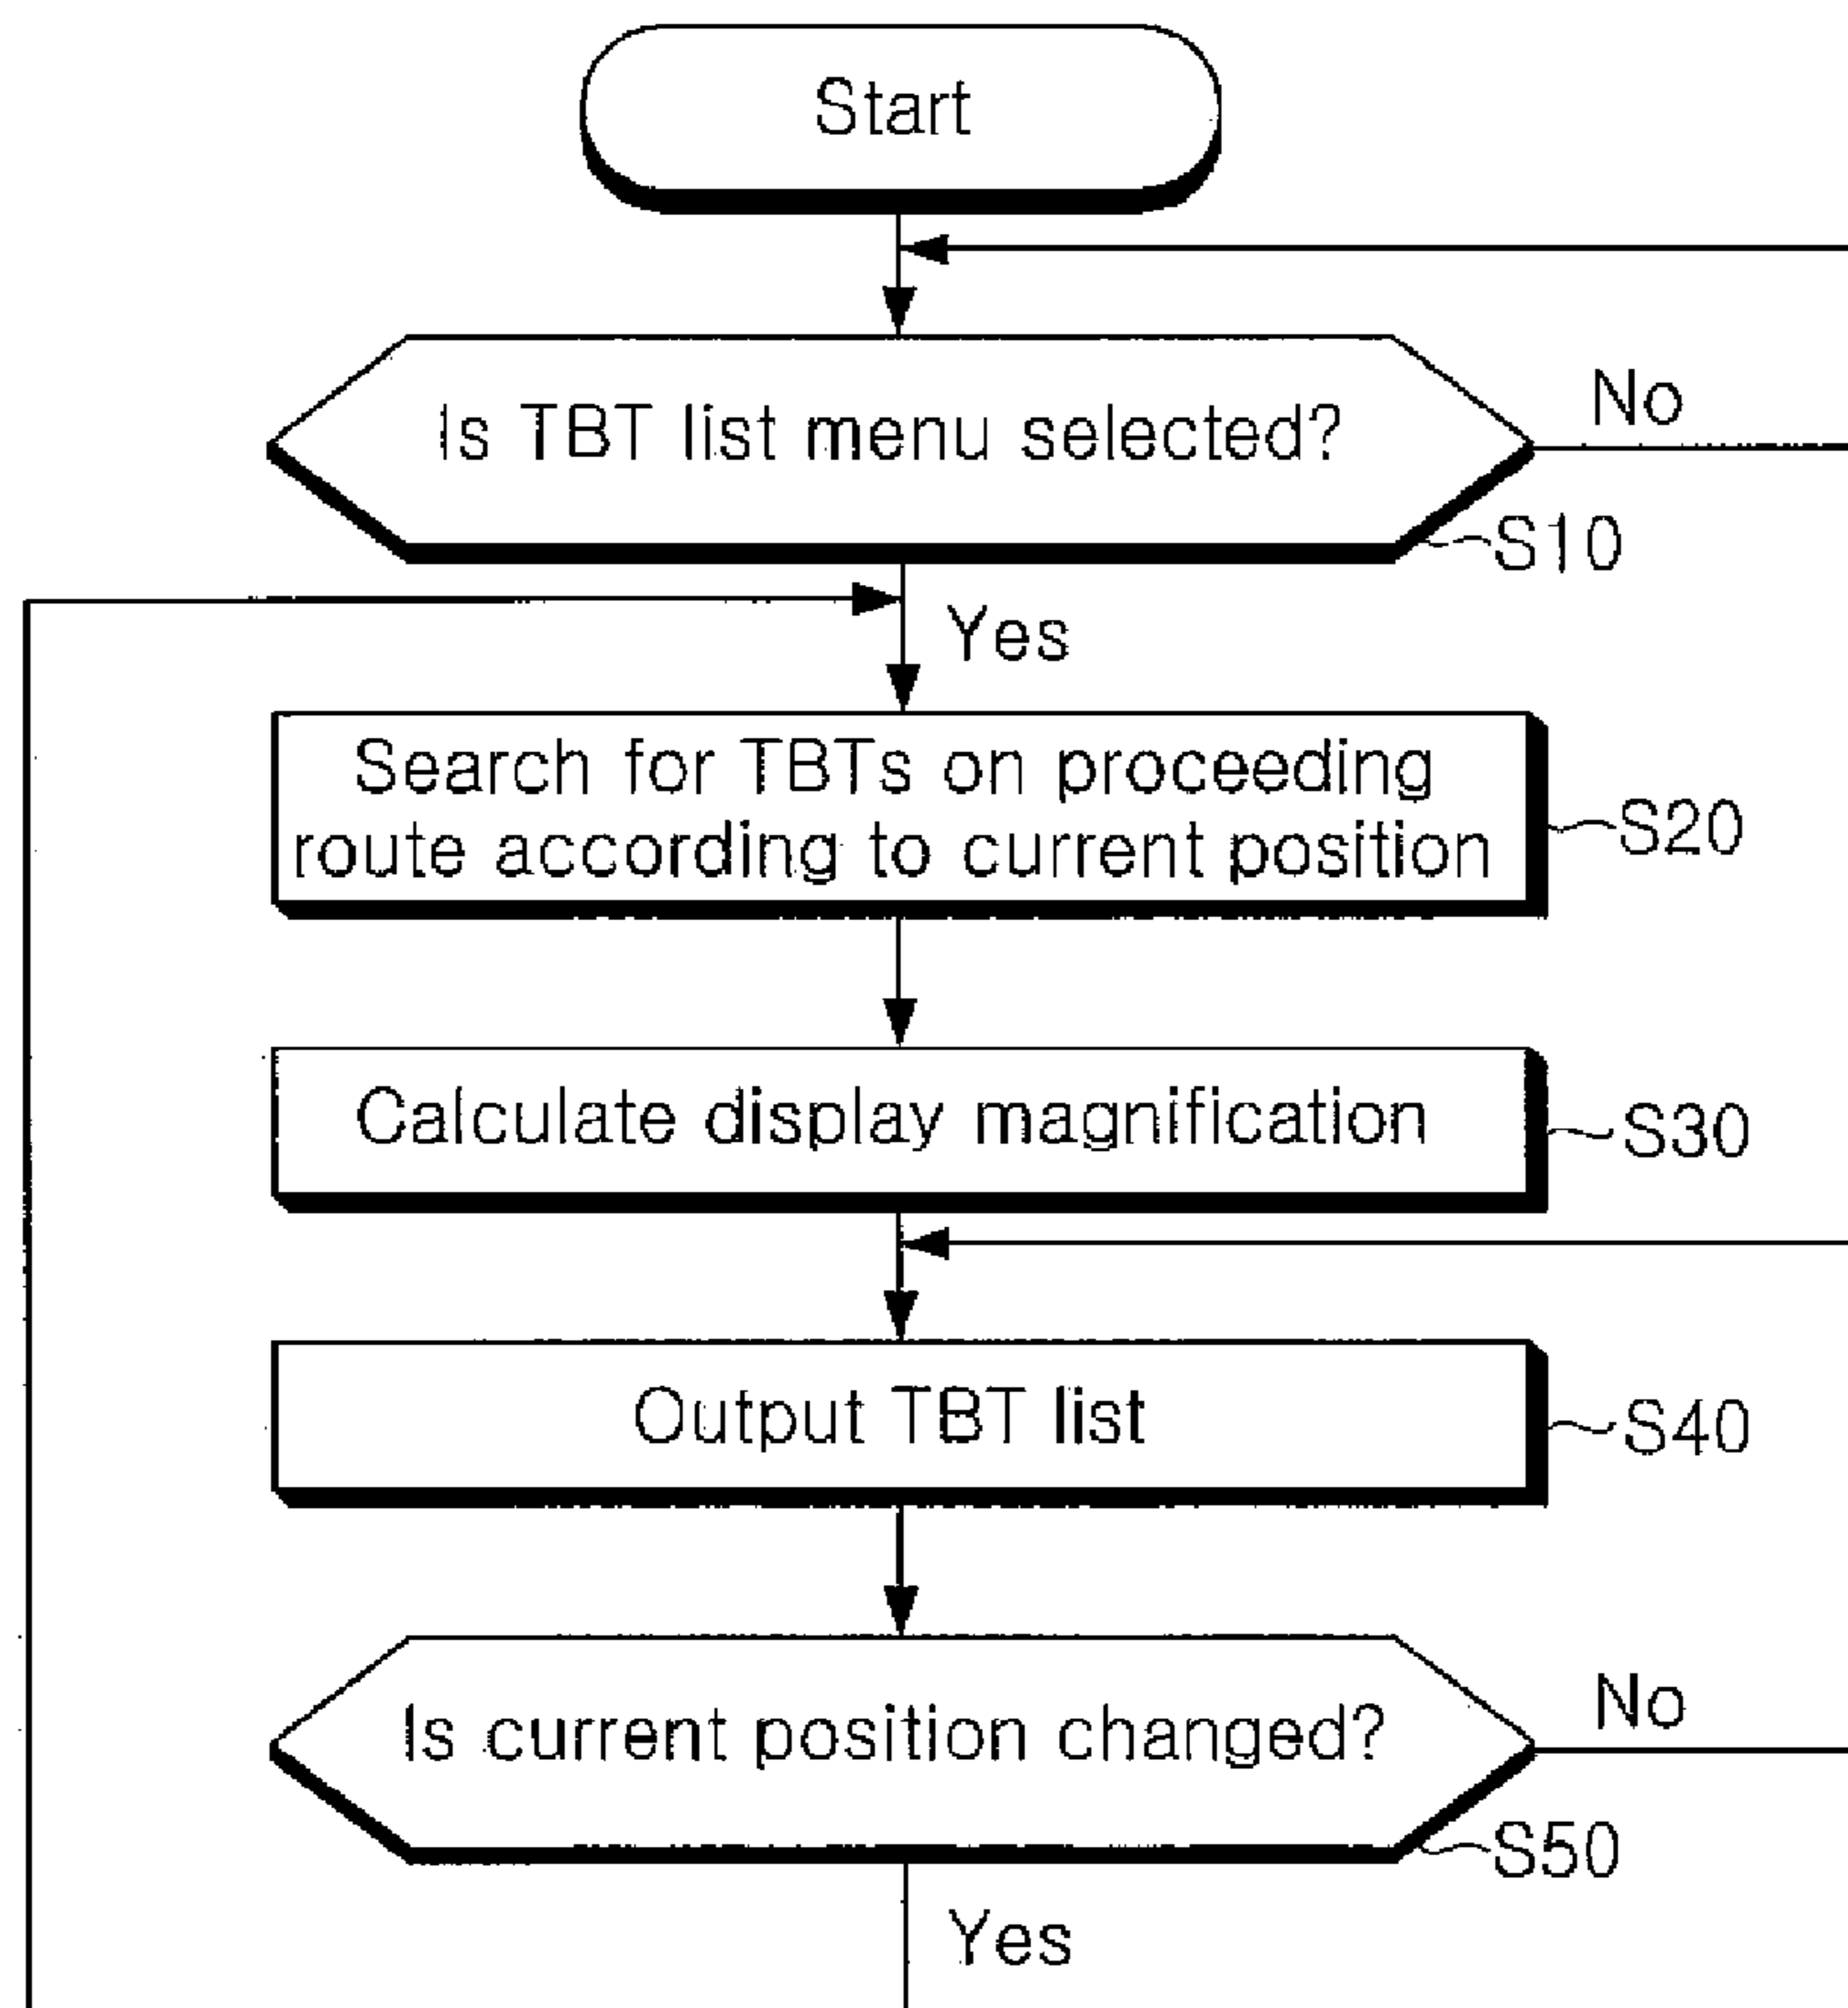 Start
Is TBT list menu selected?
No
S10
Yes
Search for TBTs on proceeding
route according to current position
S20
Calculate display magnification
S30
Output TBT list
S40
Is current position changed?
No
S50
Yes